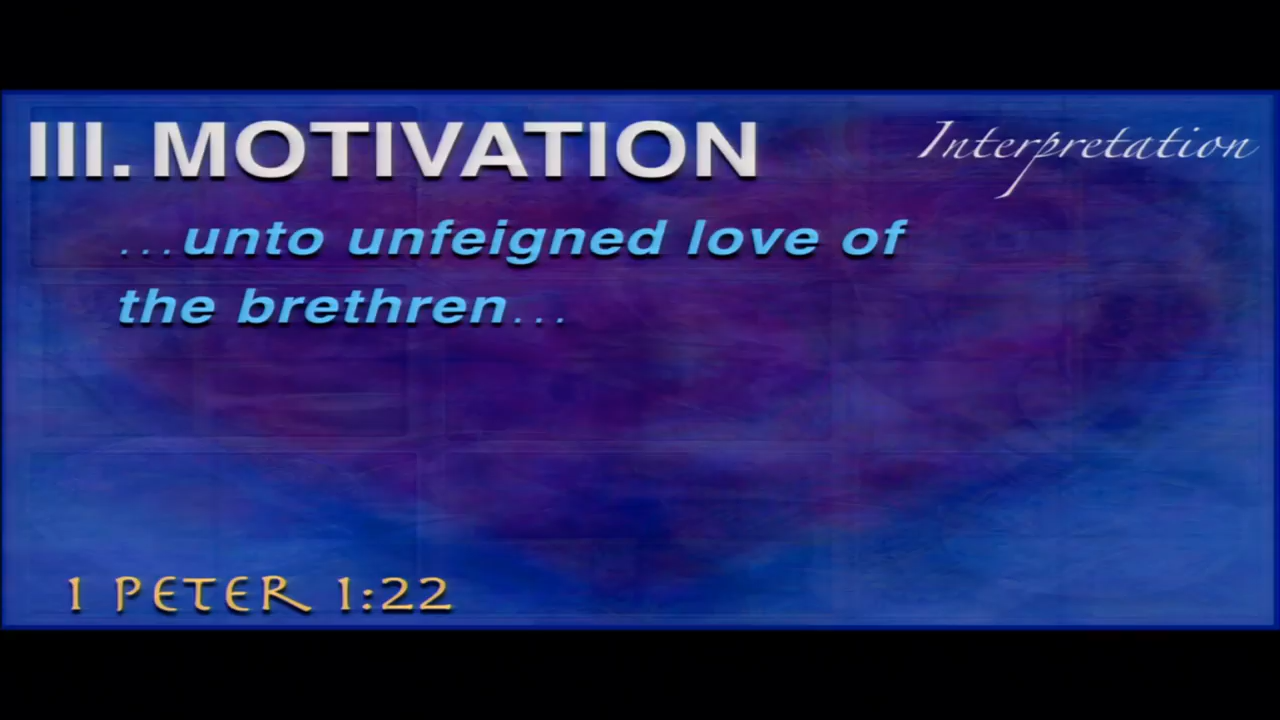 III. MOTIVATION
Interpretation
...unto unfeigned love of
the brethren...
1 PETER 1:22